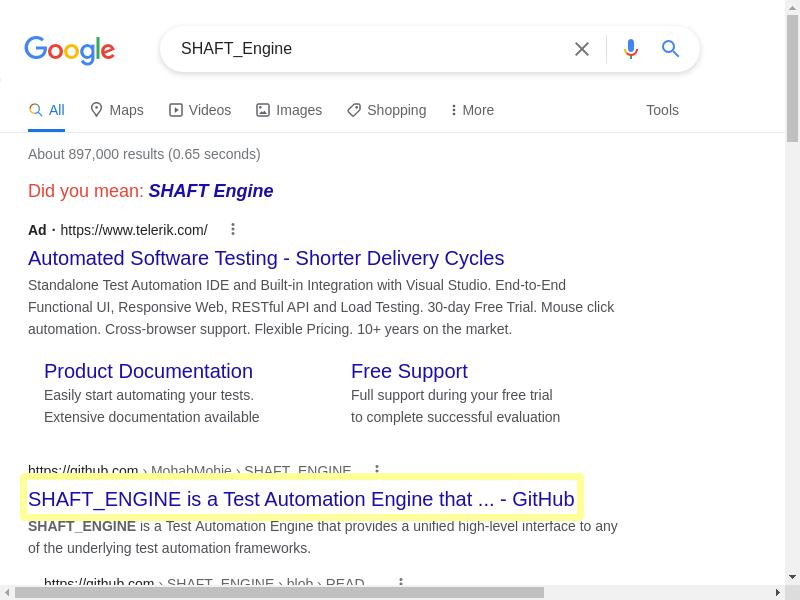 Google
SHAFT_Engine
All Maps Videos Images Shopping More Tools
About 897,000 results (0.65 seconds)
Did you mean: SHAFT Engine
Ad · https://www.telerik.com/
Automated Software Testing - Shorter Delivery Cycles
Standalone Test Automation IDE and Built-in Integration with Visual Studio. End-to-End
Functional UI, Responsive Web, RESTful API and Load Testing. 30-day Free Trial. Mouse click
automation. Cross-browser support. Flexible Pricing. 10+ years on the market.
Product Documentation
Easily start automating your tests.
Extensive documentation available
Free Support
Full support during your free trial
to complete successful evaluation
https://github.com › MohabMohie › SHAFT_ENGINE
SHAFT_ENGINE is a Test Automation Engine that ... - GitHub
SHAFT_ENGINE is a Test Automation Engine that provides a unified high-level interface to any
of the underlying test automation frameworks.
https://github.com › SHAFT_ENGINE › blob › READ...